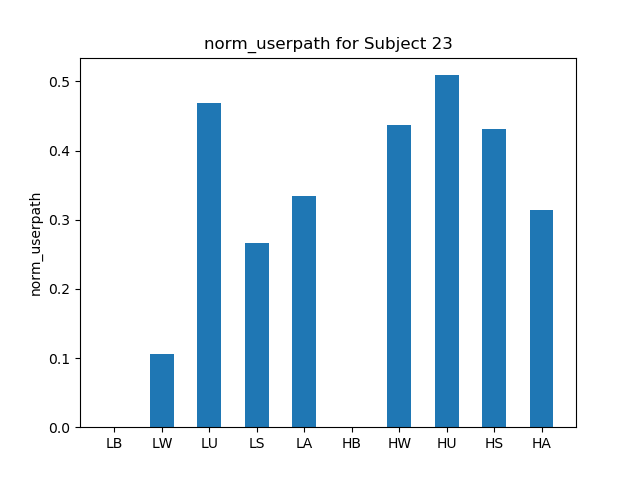 norm_userpath for Subject 23
norm_userpath
0.5
0.4
0.3
0.2
0.1
0.0
LB LW LU LS LA HB HW HU HS HA